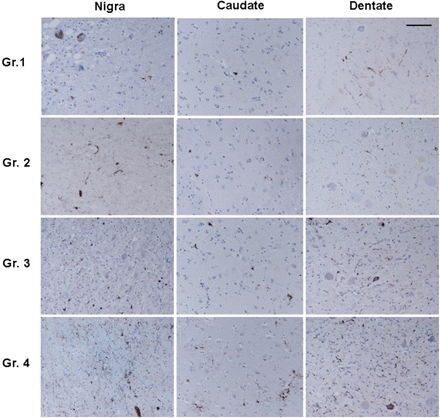 Nigra Caudate Dentate
Gr.1
Gr. 2
Gr. 3
Gr. 4